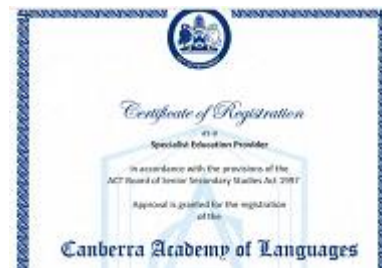 Certificate of Registration
as a
Specialist Education Provider
in accordance with the provisions of the
ACT Board of Senior Secondary Studies Act 1997
Approval is granted for the registration
of the
Canberra Academy of Languages